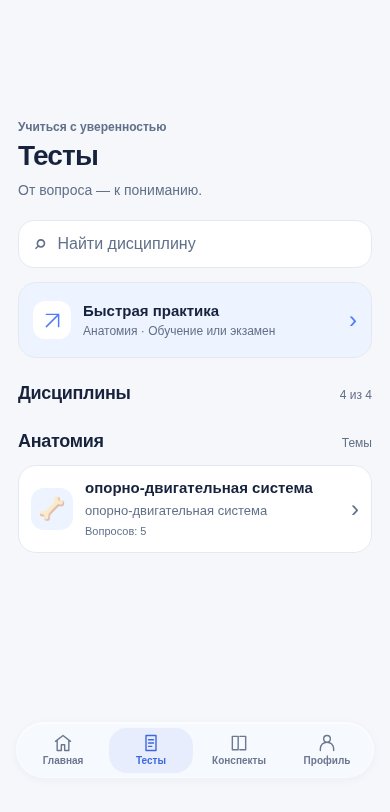 Учиться с уверенностью
Тесты
От вопроса — к пониманию.
Найти дисциплину
Быстрая практика
Анатомия · Обучение или экзамен
Дисциплины
4 из 4
Анатомия
Темы
опорно-двигательная система
опорно-двигательная система
Вопросов: 5
Главная
Тесты
Конспекты
Профиль